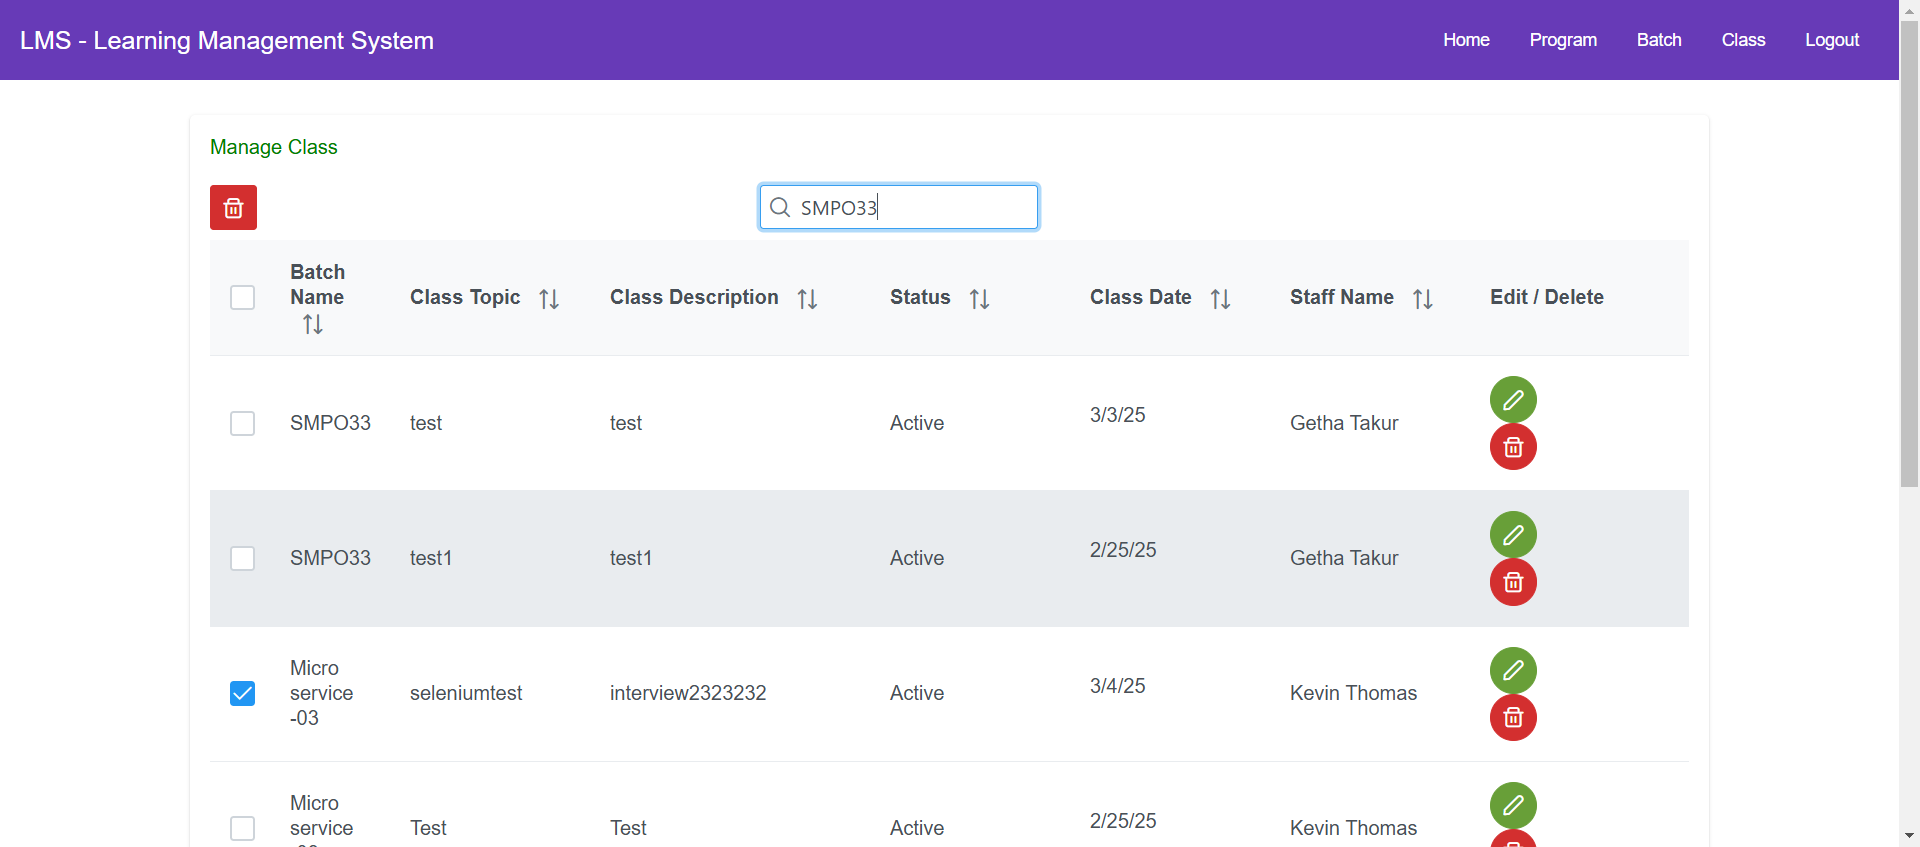 LMS - Learning Management System
Home Program Batch Class Logout
Manage Class
SMPO33
Batch
Name
Class Topic Class Description Status Class Date Staff Name Edit / Delete
SMPO33 test test Active 3/3/25 Getha Takur
SMPO33 test1 test1 Active 2/25/25 Getha Takur
Micro
service
-03
seleniumtest interview2323232 Active 3/4/25 Kevin Thomas
Micro
service
Test Test Active 2/25/25 Kevin Thomas